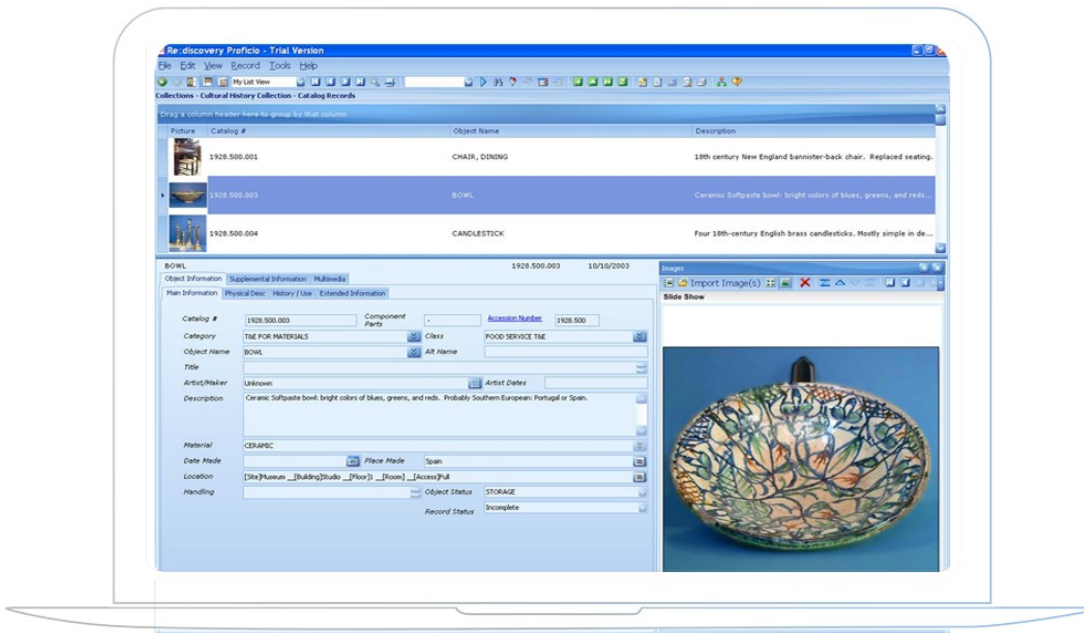 Re:discovery Proficio - Trial Version
File Edit View Record Tools Help
My List View
Collections - Cultural History Collection - Catalog Records
Drag a column header here to group by that column
Picture Catalog # Object Name Description
1928.500.001 CHAIR, DINING 18th century New England bannister-back chair. Replaced seating.
1928.500.003 BOWL Ceramic Softpaste bowl: bright colors of blues, greens, and reds...
1928.500.004 CANDLESTICK Four 18th-century English brass candlesticks. Mostly simple in de...
BOWL 1928.500.003 10/10/2003
Images
Object Information Supplemental Information Multimedia
Import Image(s)
Main Information Physical Desc History / Use Extended Information
Slide Show
Catalog # 1928.500.003 Component Parts - Accession Number 1928.500
Category T&E FOR MATERIALS Class FOOD SERVICE T&E
Object Name BOWL Alt Name
Title
Artist/Maker Unknown Artist Dates
Description Ceramic Softpaste bowl: bright colors of blues, greens, and reds. Probably Southern European: Portugal or Spain.
Material CERAMIC
Date Made Place Made Spain
Location [Site]Museum __[Building]Studio __[Floor]1 __[Room] __[Access]Full
Handling Object Status STORAGE
Record Status Incomplete